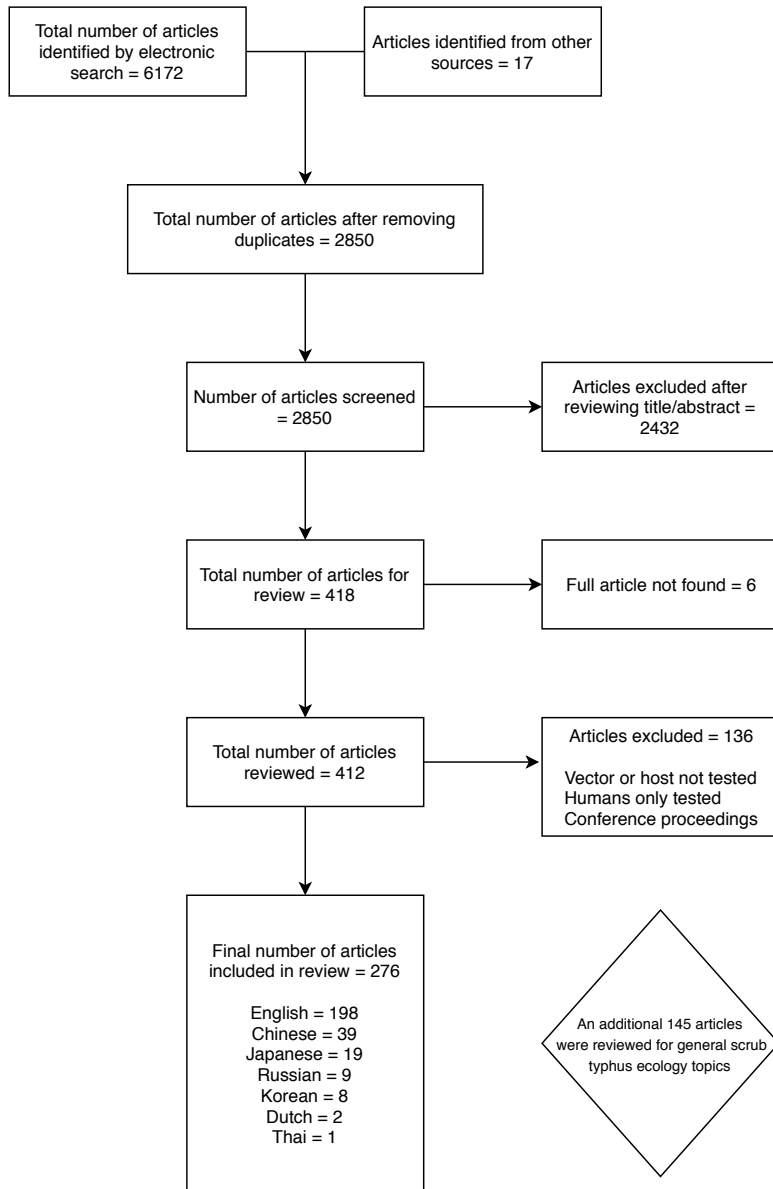 Total number of articles
identified by electronic
search = 6172
Articles identified from other
sources = 17
Total number of articles after removing
duplicates = 2850
Number of articles screened
= 2850
Articles excluded after
reviewing title/abstract =
2432
Total number of articles for
review = 418
Full article not found = 6
Total number of articles
reviewed = 412
Articles excluded = 136
Vector or host not tested
Humans only tested
Conference proceedings
Final number of articles
included in review = 276
English = 198
Chinese = 39
Japanese = 19
Russian = 9
Korean = 8
Dutch = 2
Thai = 1
An additional 145 articles
were reviewed for general scrub
typhus ecology topics